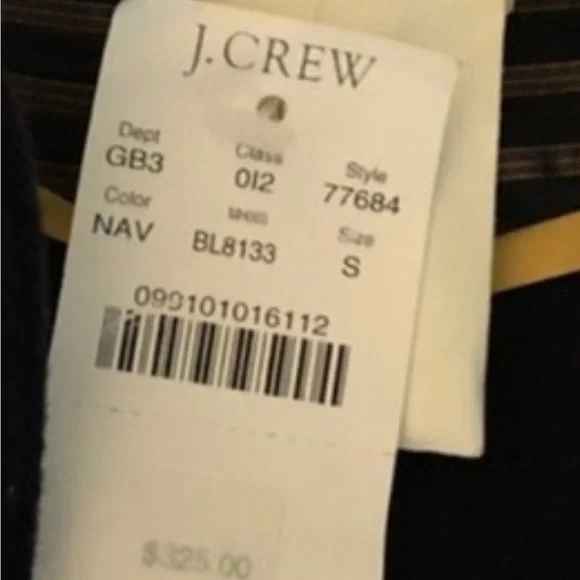 J.CREW
Dept Class Style
GB3 012 77684
Color Size
NAV BL8133 S
099101016112
$325.00